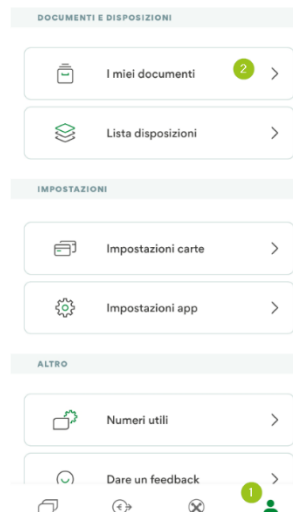 DOCUMENTI E DISPOSIZIONI
I miei documenti 2
Lista disposizioni
IMPOSTAZIONI
Impostazioni carte
Impostazioni app
ALTRO
Numeri utili
Dare un feedback
1